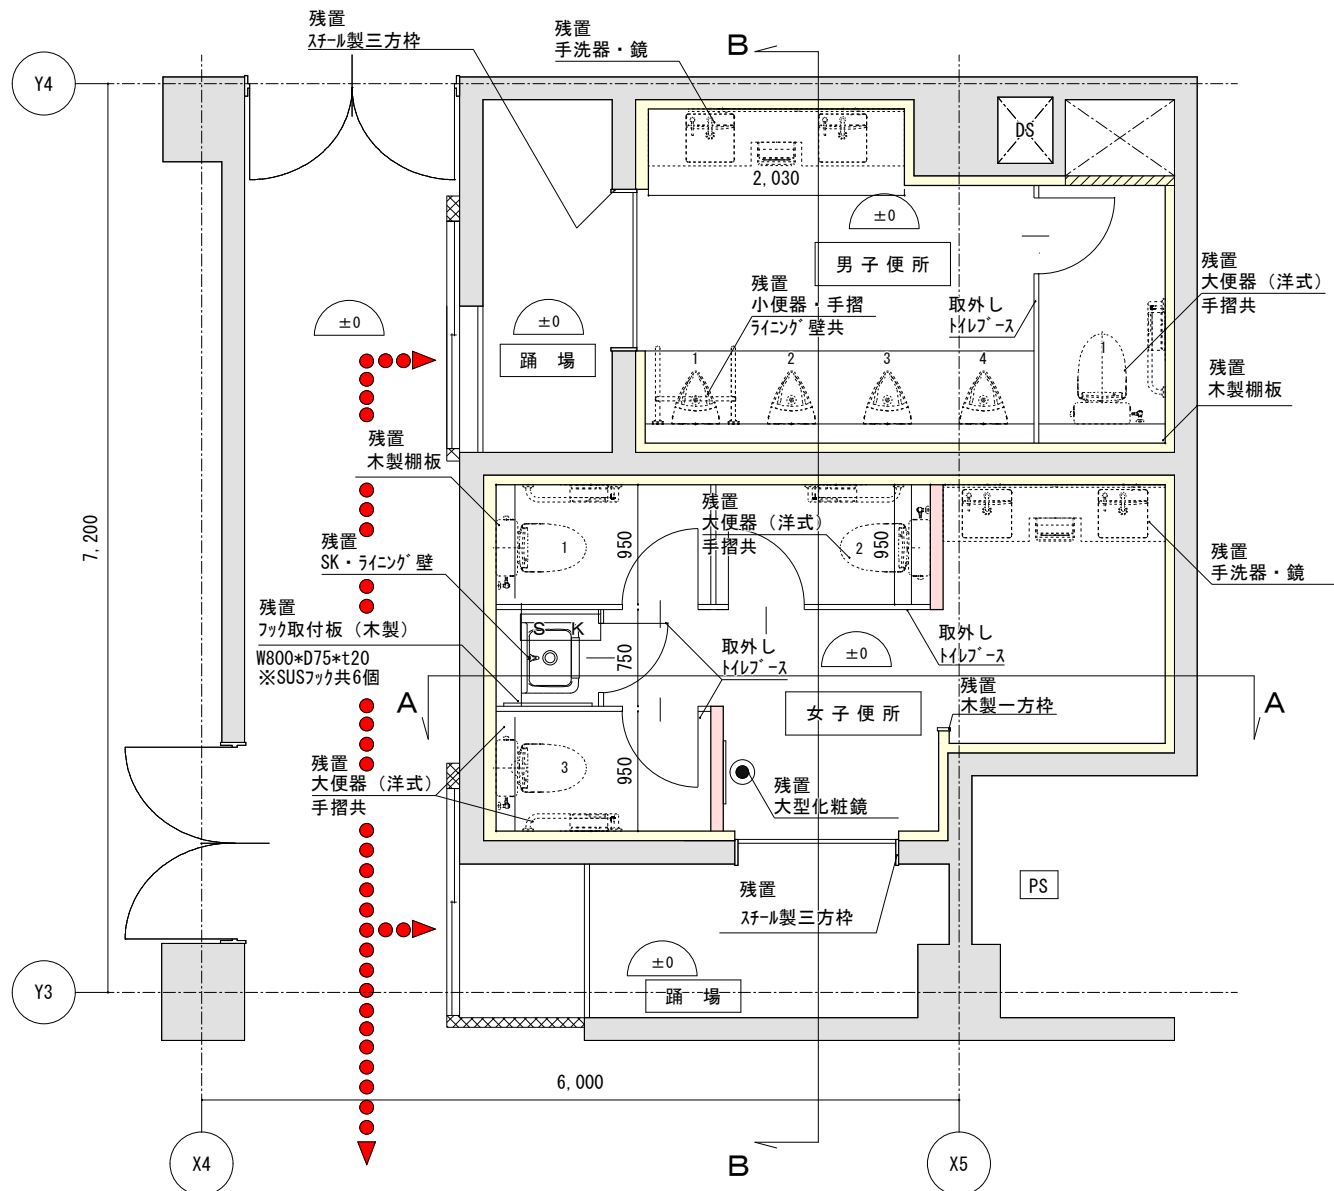 残置
スチール製三方枠
残置
手洗器・鏡
B
Y4
DS
2,030
±0
男子便所
残置
大便器（洋式）
手摺共
残置
小便器・手摺
ライニング壁共
取外し
トイレブース
±0
±0
踊場
1
2
3
4
1
残置
木製棚板
残置
木製棚板
7,200
残置
大便器（洋式）
手摺共
1
950
2
950
残置
SK・ライニング壁
残置
手洗器・鏡
残置
フック取付板（木製）
W800*D75*t20
※SUSフック共6個
SK
750
取外し
トイレブース
±0
取外し
トイレブース
A
女子便所
残置
木製一方枠
A
残置
大便器（洋式）
手摺共
3
950
残置
大型化粧鏡
PS
残置
スチール製三方枠
±0
踊場
Y3
6,000
X4
B
X5